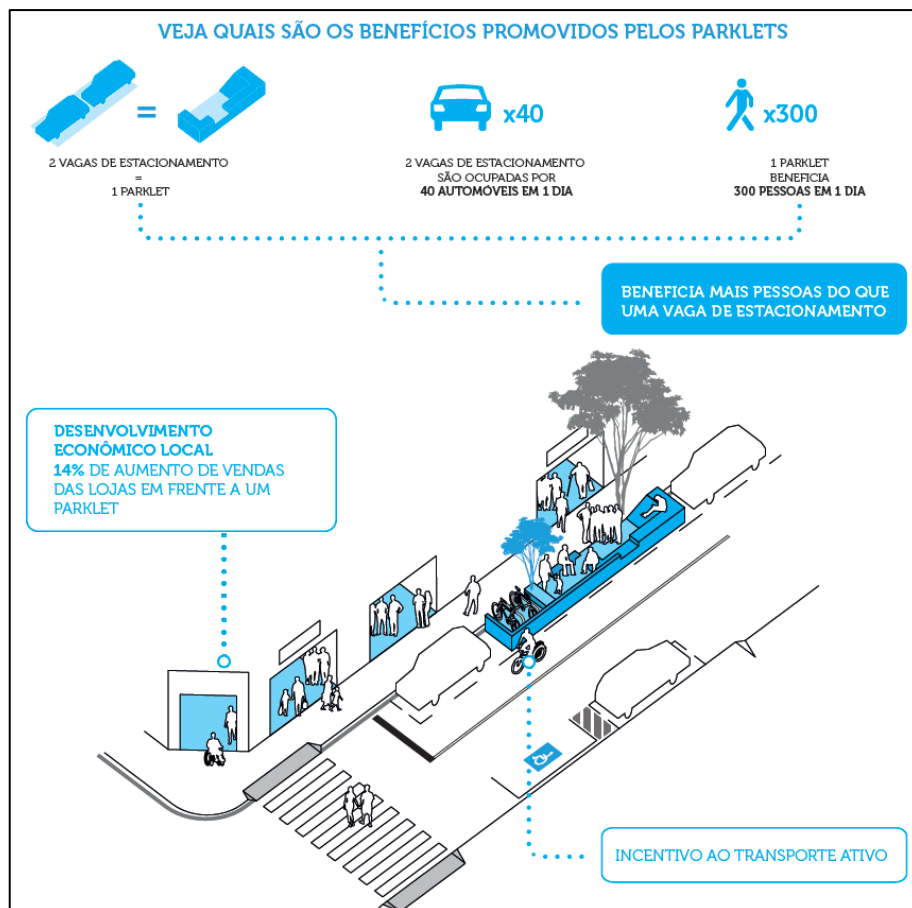 VEJA QUAIS SÃO OS BENEFÍCIOS PROMOVIDOS PELOS PARKLETS
=
x40
x300
2 VAGAS DE ESTACIONAMENTO
=
1 PARKLET
2 VAGAS DE ESTACIONAMENTO
SÃO OCUPADAS POR
40 AUTOMÓVEIS EM 1 DIA
1 PARKLET
BENEFICIA
300 PESSOAS EM 1 DIA
BENEFICIA MAIS PESSOAS DO QUE
UMA VAGA DE ESTACIONAMENTO
DESENVOLVIMENTO
ECONÔMICO LOCAL
14% DE AUMENTO DE VENDAS
DAS LOJAS EM FRENTE A UM
PARKLET
INCENTIVO AO TRANSPORTE ATIVO